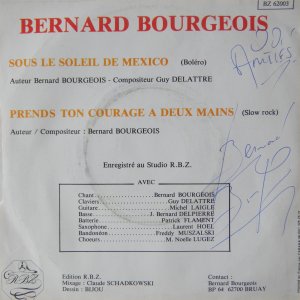 BZ 62003
BERNARD BOURGEOIS
SOUS LE SOLEIL DE MEXICO (Boléro)
Auteur Bernard BOURGEOIS - Compositeur Guy DELATTRE
PRENDS TON COURAGE A DEUX MAINS (Slow rock)
Auteur / Compositeur : Bernard BOURGEOIS
Amitiés
Bernard
Enregistré au Studio R.B.Z.
AVEC
Chant Bernard BOURGEOIS
Claviers Guy DELATTRE
Guitare Michel LAIGLE
Basse J. Bernard DELPIERRE
Batterie Patrick FLAMENT
Saxophone Laurent HOEL
Bandonéon Freddy MUSZALSKI
Choeurs M. Noelle LUGEZ
R.B.Z.
Edition R.B.Z.
Mixage : Claude SCHADKOWSKI
Dessin : BIJOU
Contact :
Bernard Bourgeois
BP 64 62700 BRUAY